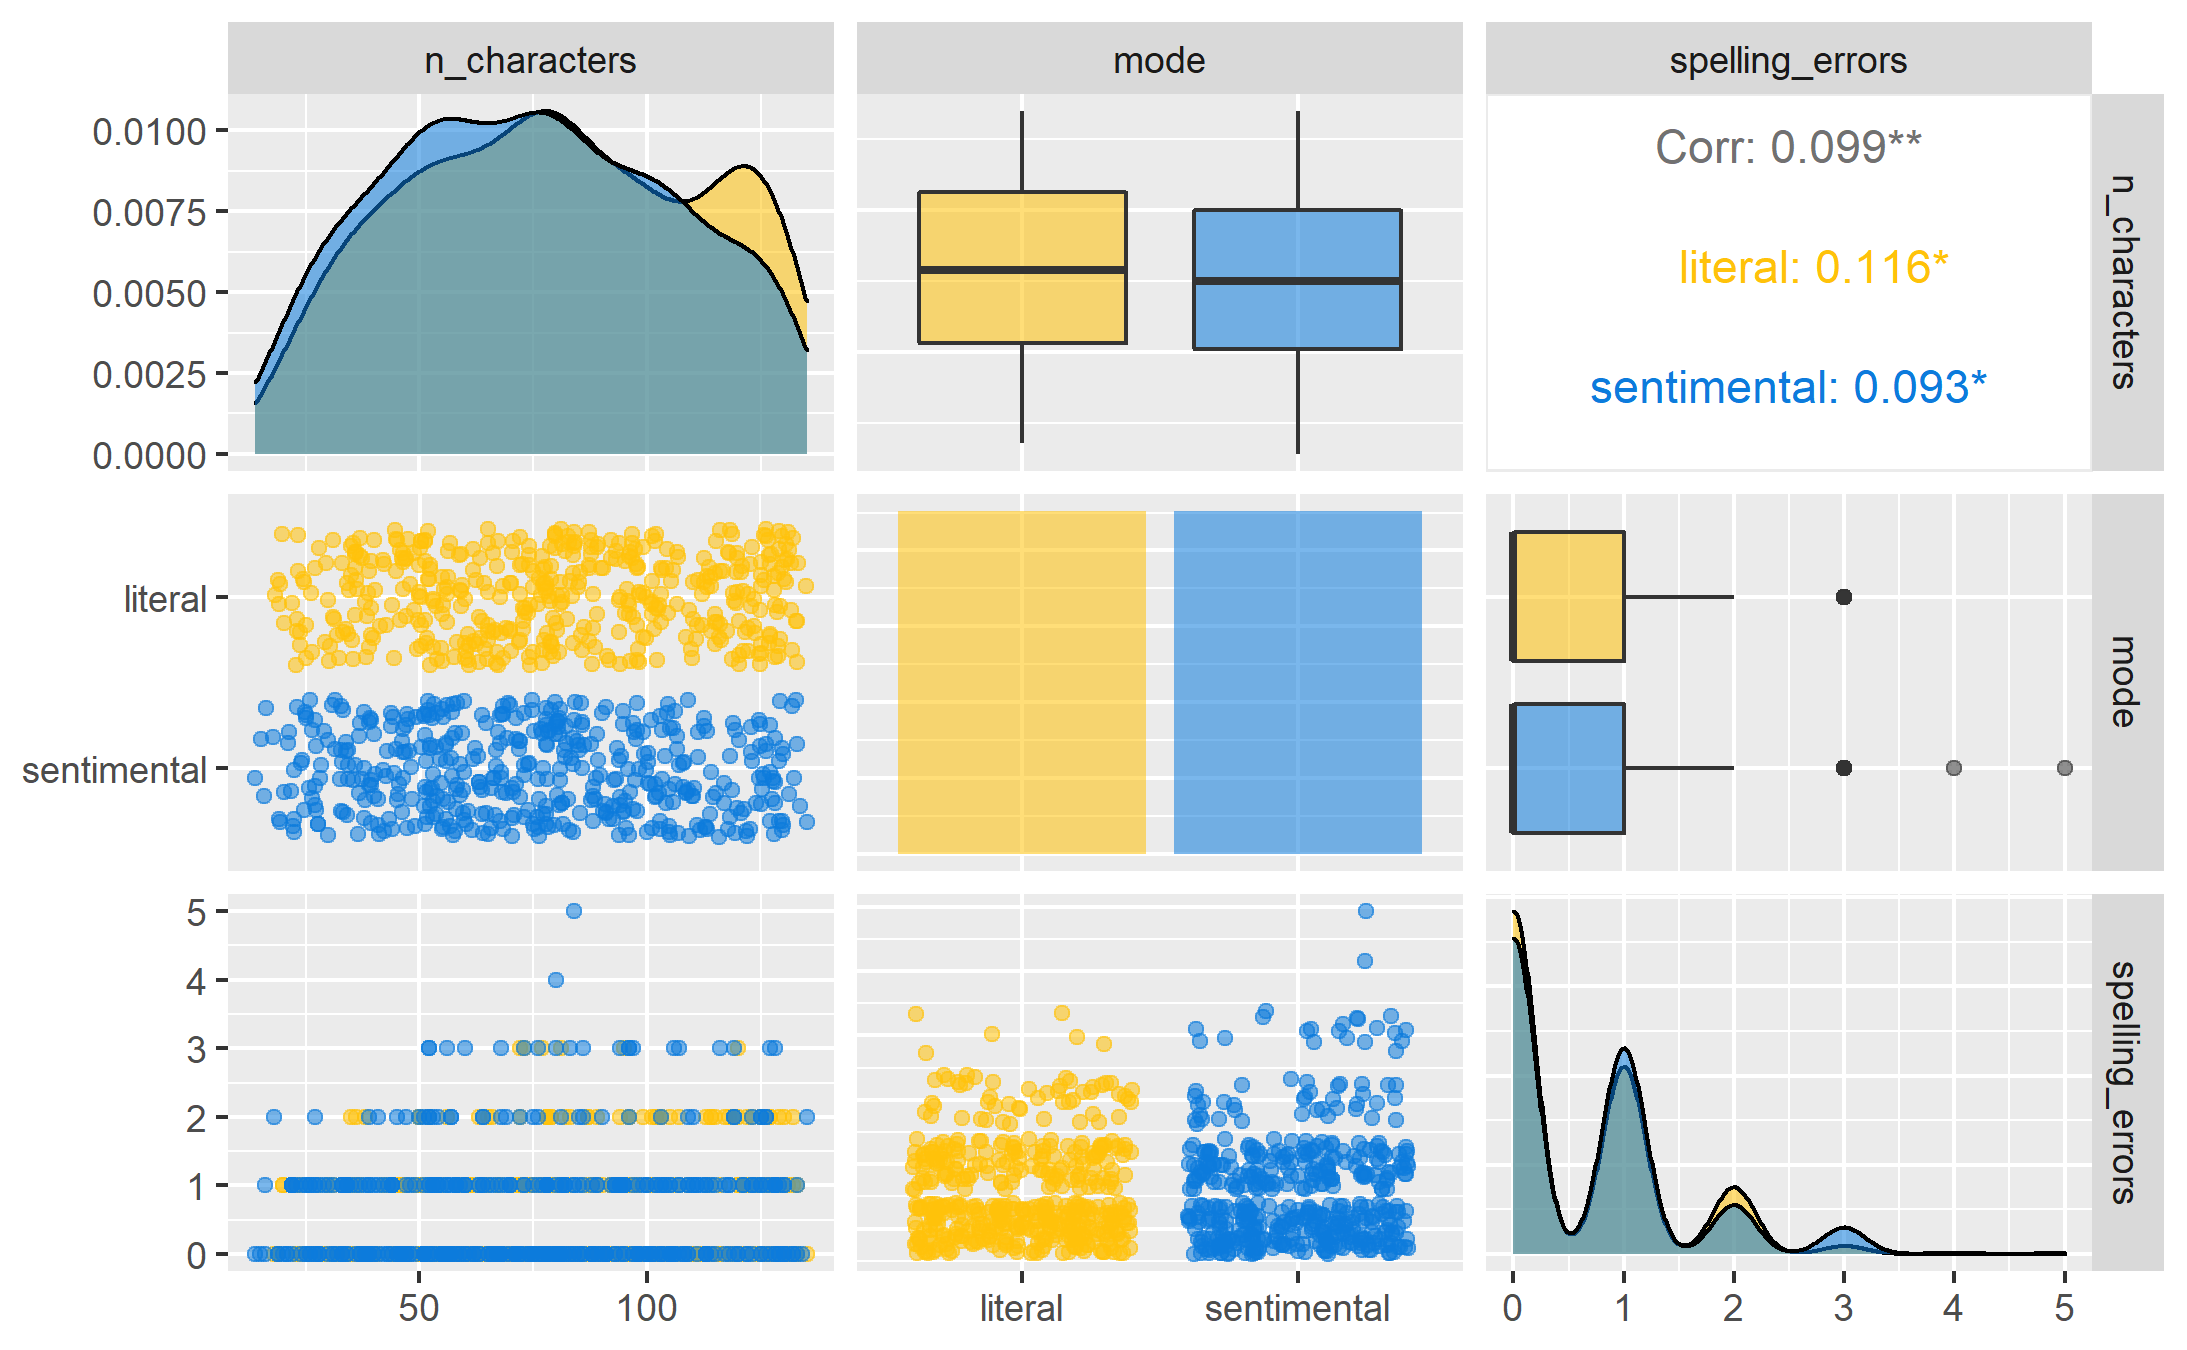 n_characters
mode
spelling_errors
0.0100
0.0075
0.0050
0.0025
0.0000
Corr: 0.099**
literal: 0.116*
sentimental: 0.093*
n_characters
literal
sentimental
mode
5
4
3
2
1
0
spelling_errors
50 100
literal sentimental
0 1 2 3 4 5